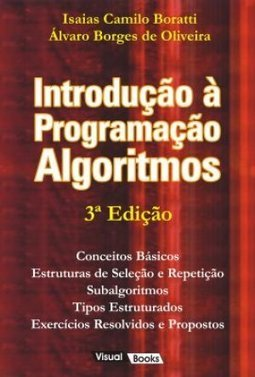 Isaias Camilo Boratti
Álvaro Borges de Oliveira
Introdução à
Programação
Algoritmos
3ª Edição
Conceitos Básicos
Estruturas de Seleção e Repetição
Subalgoritmos
Tipos Estruturados
Exercícios Resolvidos e Propostos
Visual Books